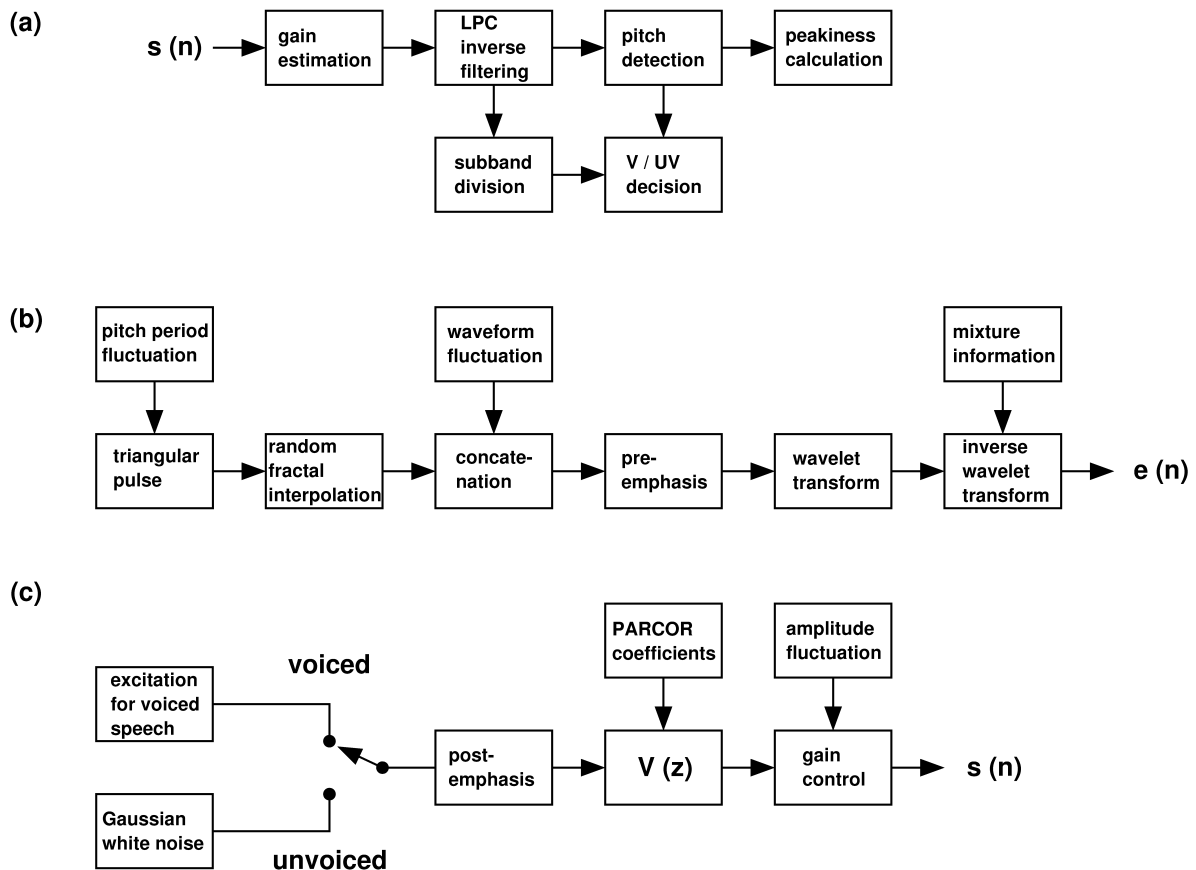 (a)
s (n)
gain
estimation
LPC
inverse
filtering
pitch
detection
peakiness
calculation
subband
division
V / UV
decision
(b)
pitch period
fluctuation
waveform
fluctuation
mixture
information
triangular
pulse
random
fractal
interpolation
concate-
nation
pre-
emphasis
wavelet
transform
inverse
wavelet
transform
e (n)
(c)
PARCOR
coefficients
amplitude
fluctuation
voiced
excitation
for voiced
speech
post-
emphasis
V (z)
gain
control
s (n)
Gaussian
white noise
unvoiced